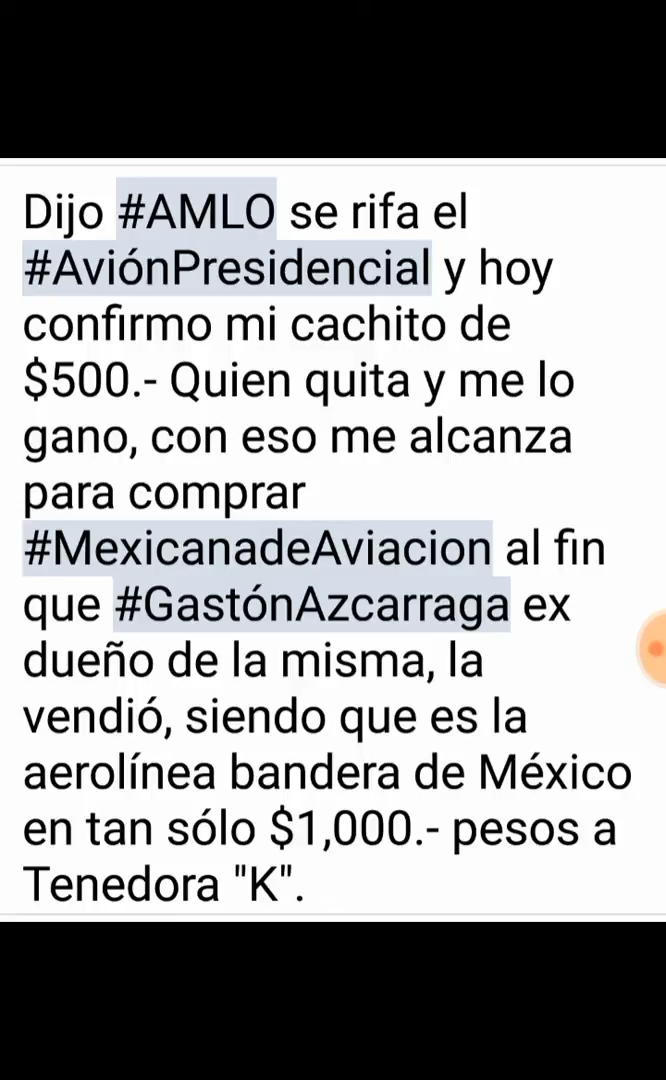 Dijo #AMLO se rifa el
#AviónPresidencial y hoy
confirmo mi cachito de
$500.- Quien quita y me lo
gano, con eso me alcanza
para comprar
#MexicanadeAviacion al fin
que #GastónAzcarraga ex
dueño de la misma, la
vendió, siendo que es la
aerolínea bandera de México
en tan sólo $1,000.- pesos a
Tenedora "K".